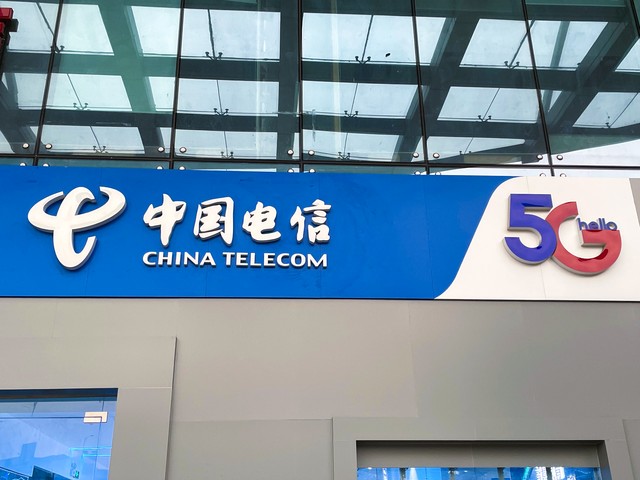 中国电信
CHINA TELECOM
5G
hello